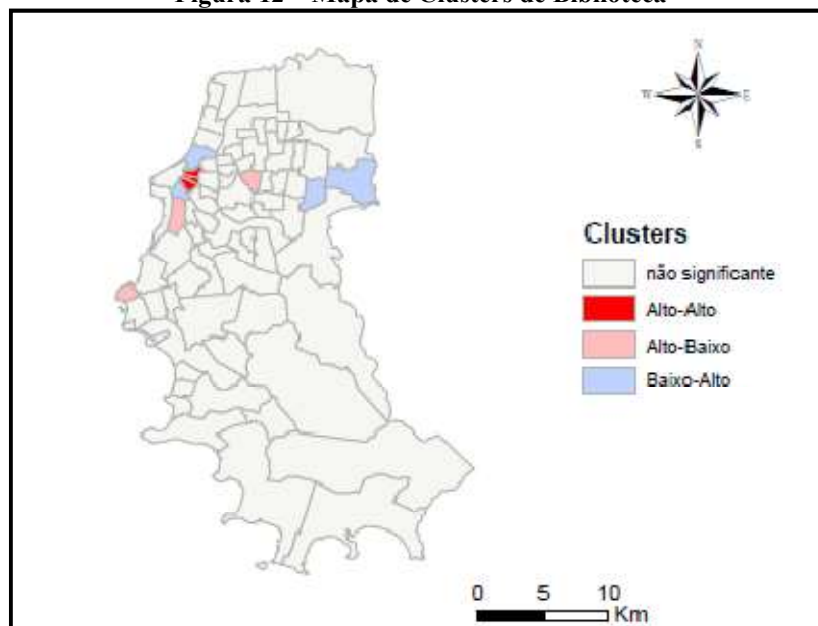 Figura 12 – Mapa de Clusters de Biblioteca
N
W E
S
Clusters
não significante
Alto-Alto
Alto-Baixo
Baixo-Alto
0 5 10
Km